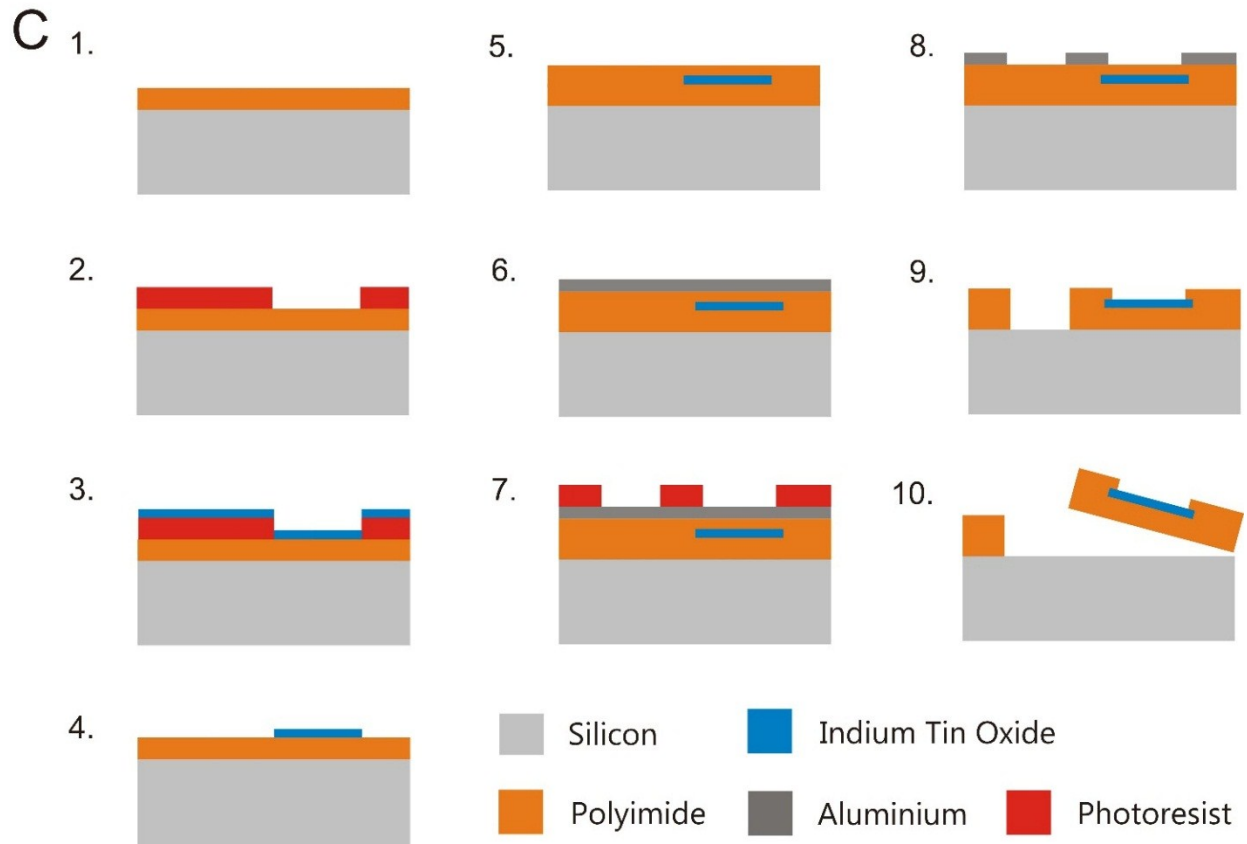 C
1.
2.
3.
4.
5.
6.
7.
8.
9.
10.
Silicon
Indium Tin Oxide
Polyimide
Aluminium
Photoresist